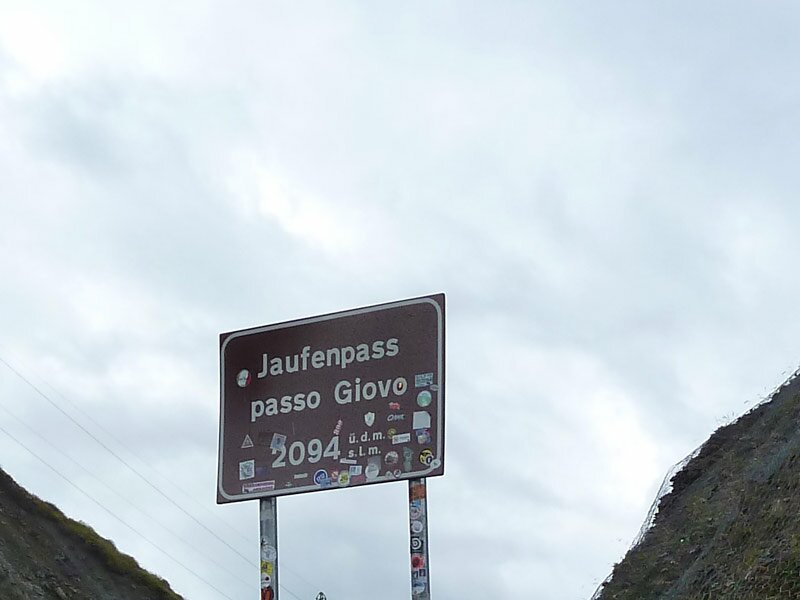 Jaufenpass
passo Giovo
2094 ü.d.m.
s.l.m.